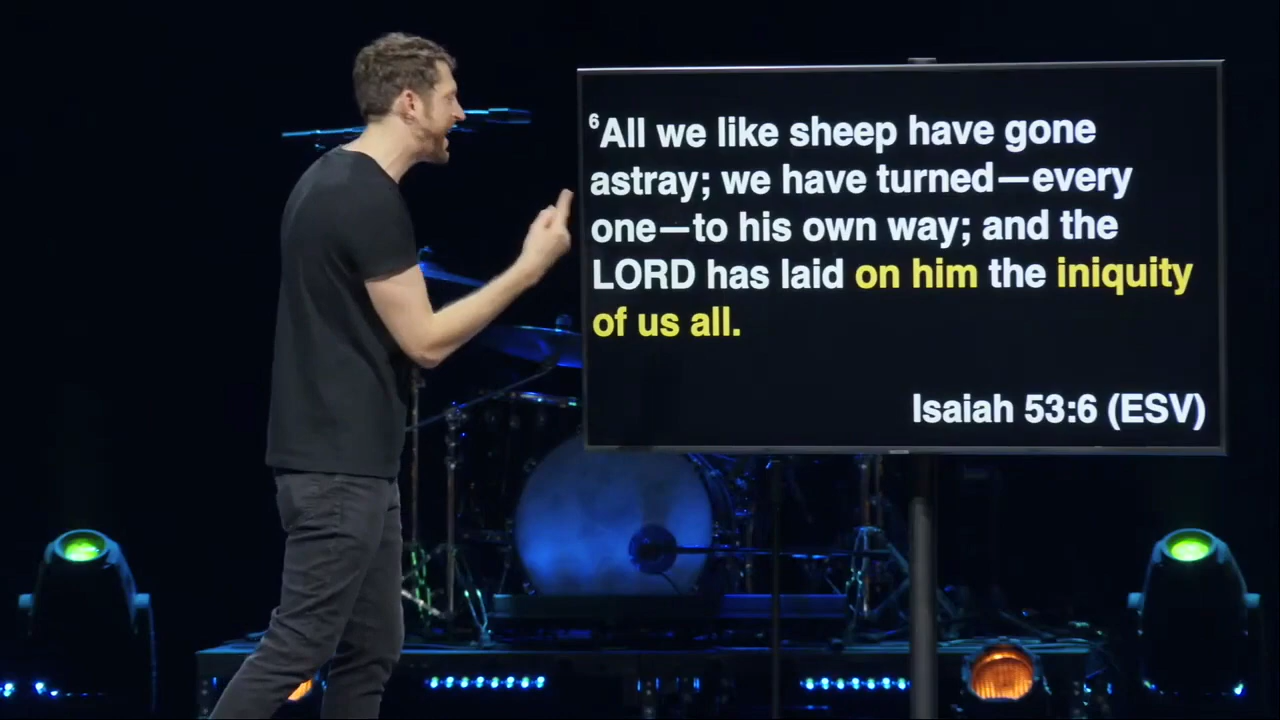 ⁶All we like sheep have gone
astray; we have turned—every
one—to his own way; and the
LORD has laid on him the iniquity
of us all.
Isaiah 53:6 (ESV)